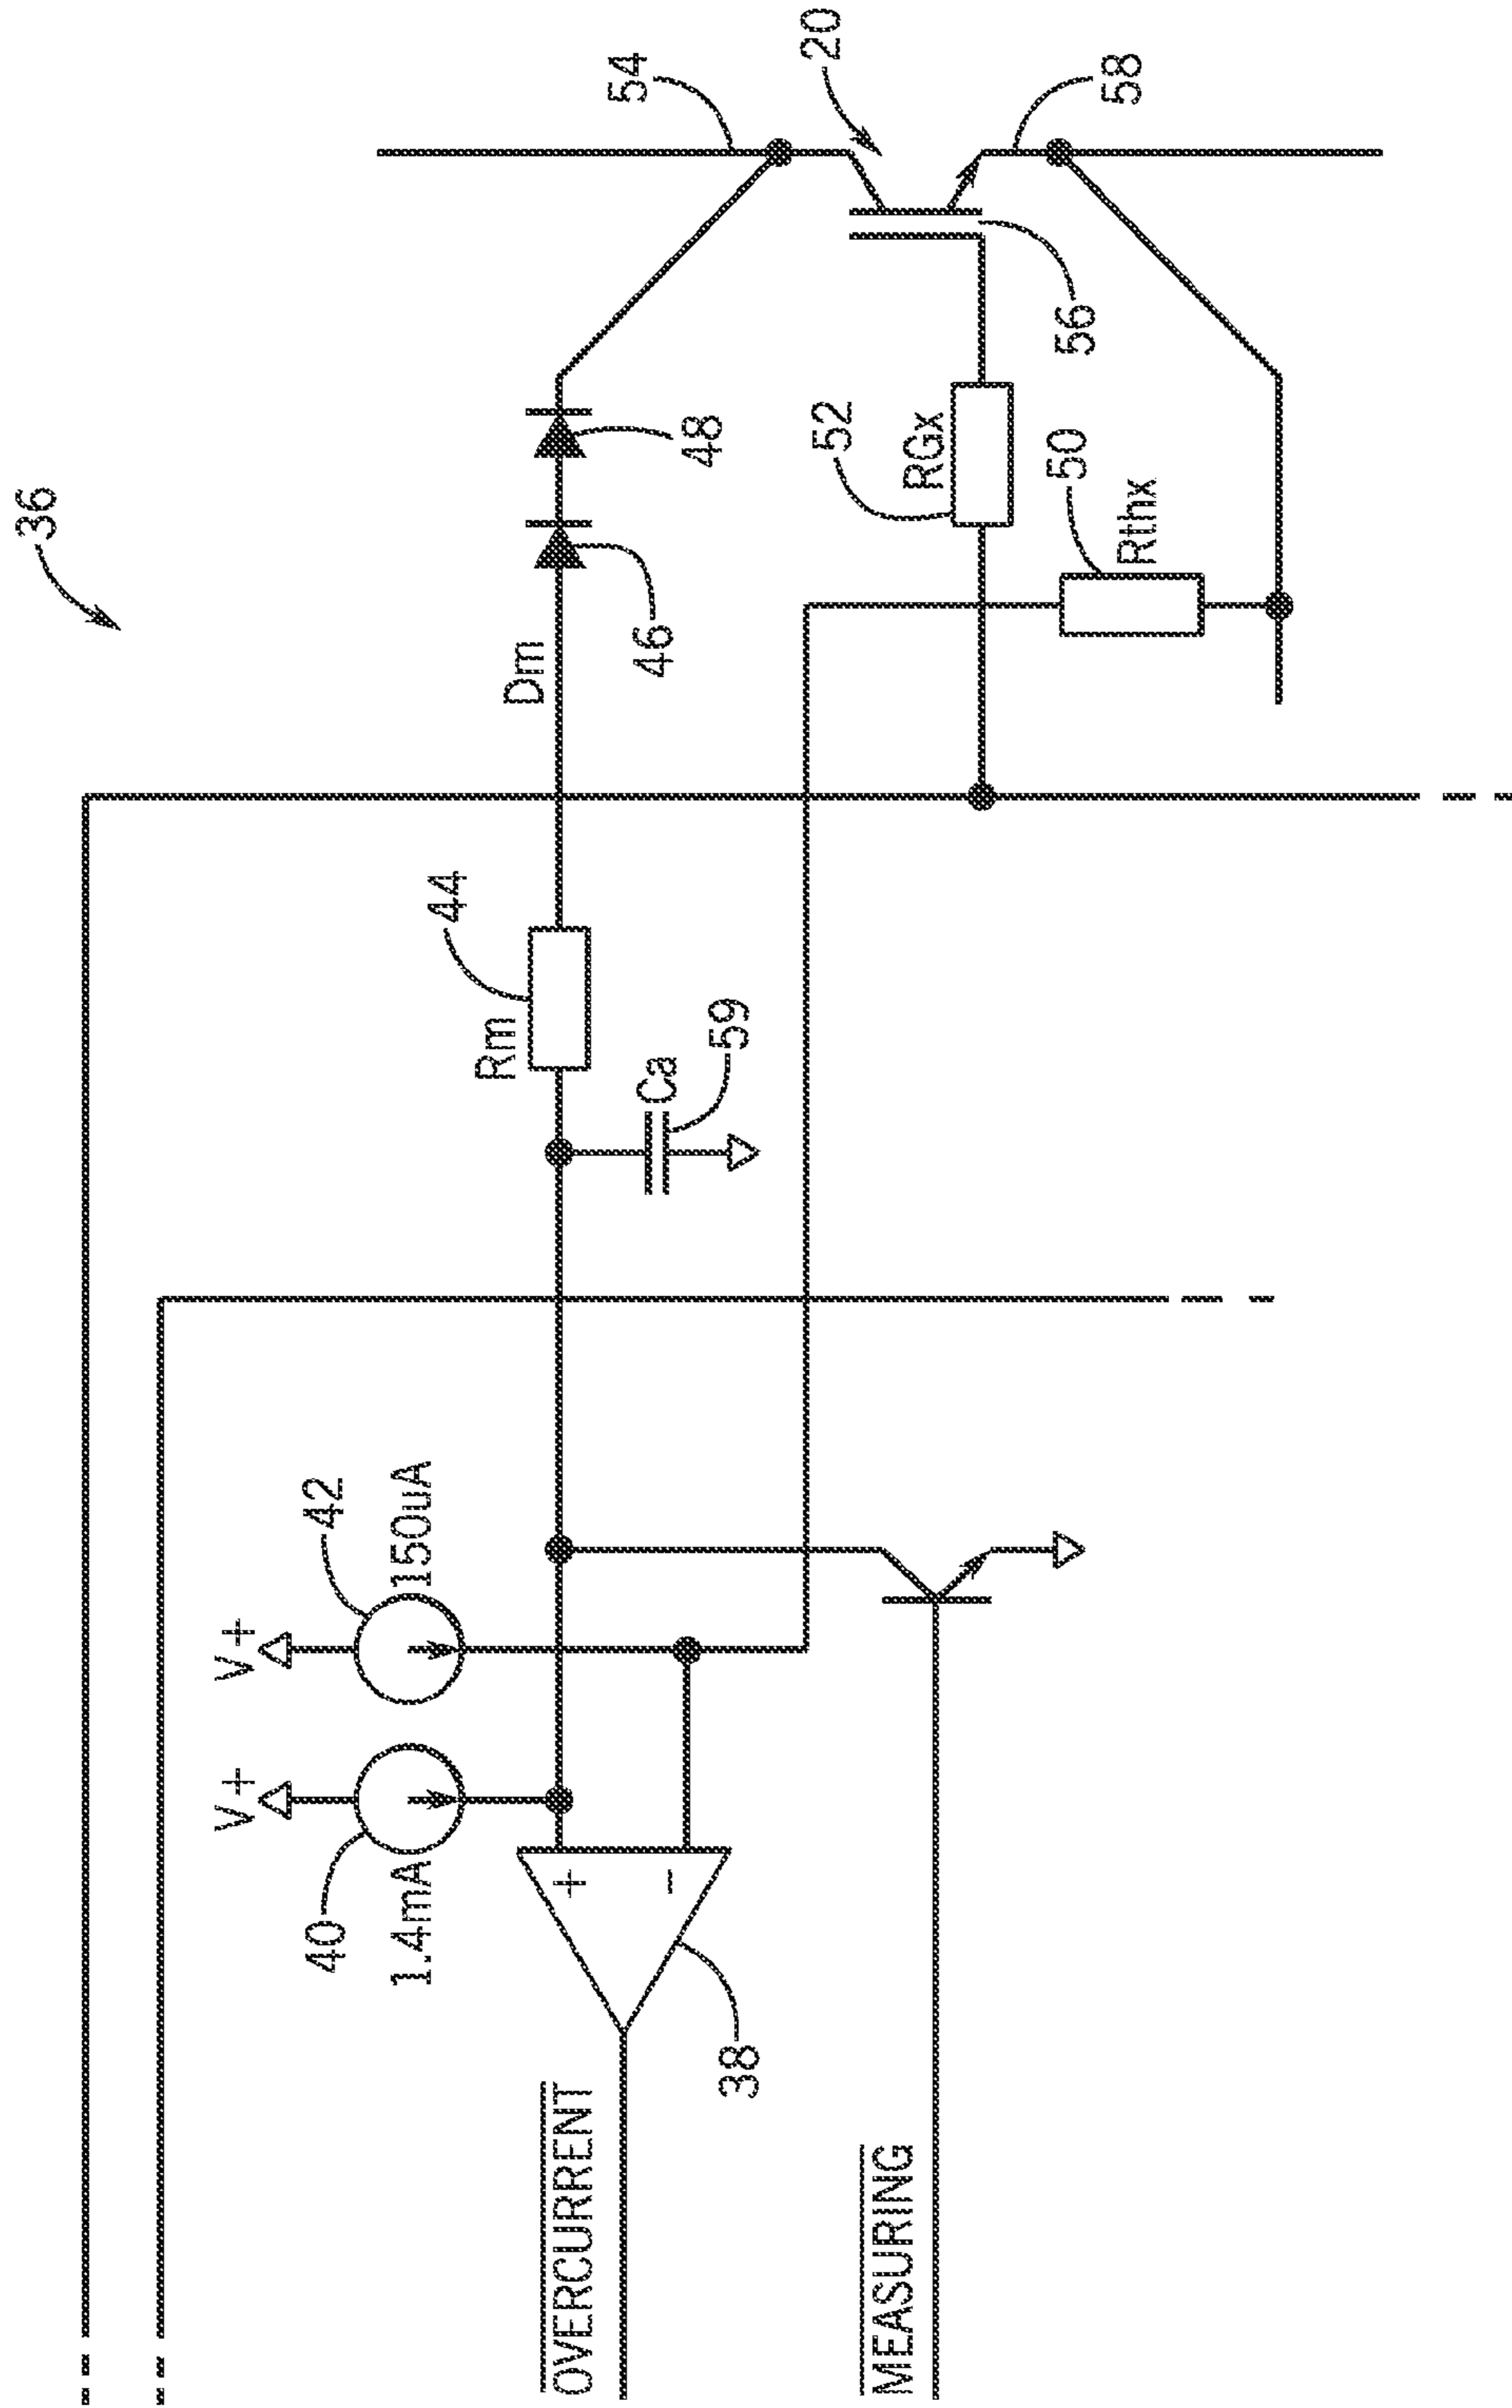 36
V+
V+
40
42
1.4mA
150uA
44
Rm
Dm
OVERCURRENT
+
-
54
Ca
46
48
38
59
52
20
MEASURING
RGx
50
56
58
Rthx